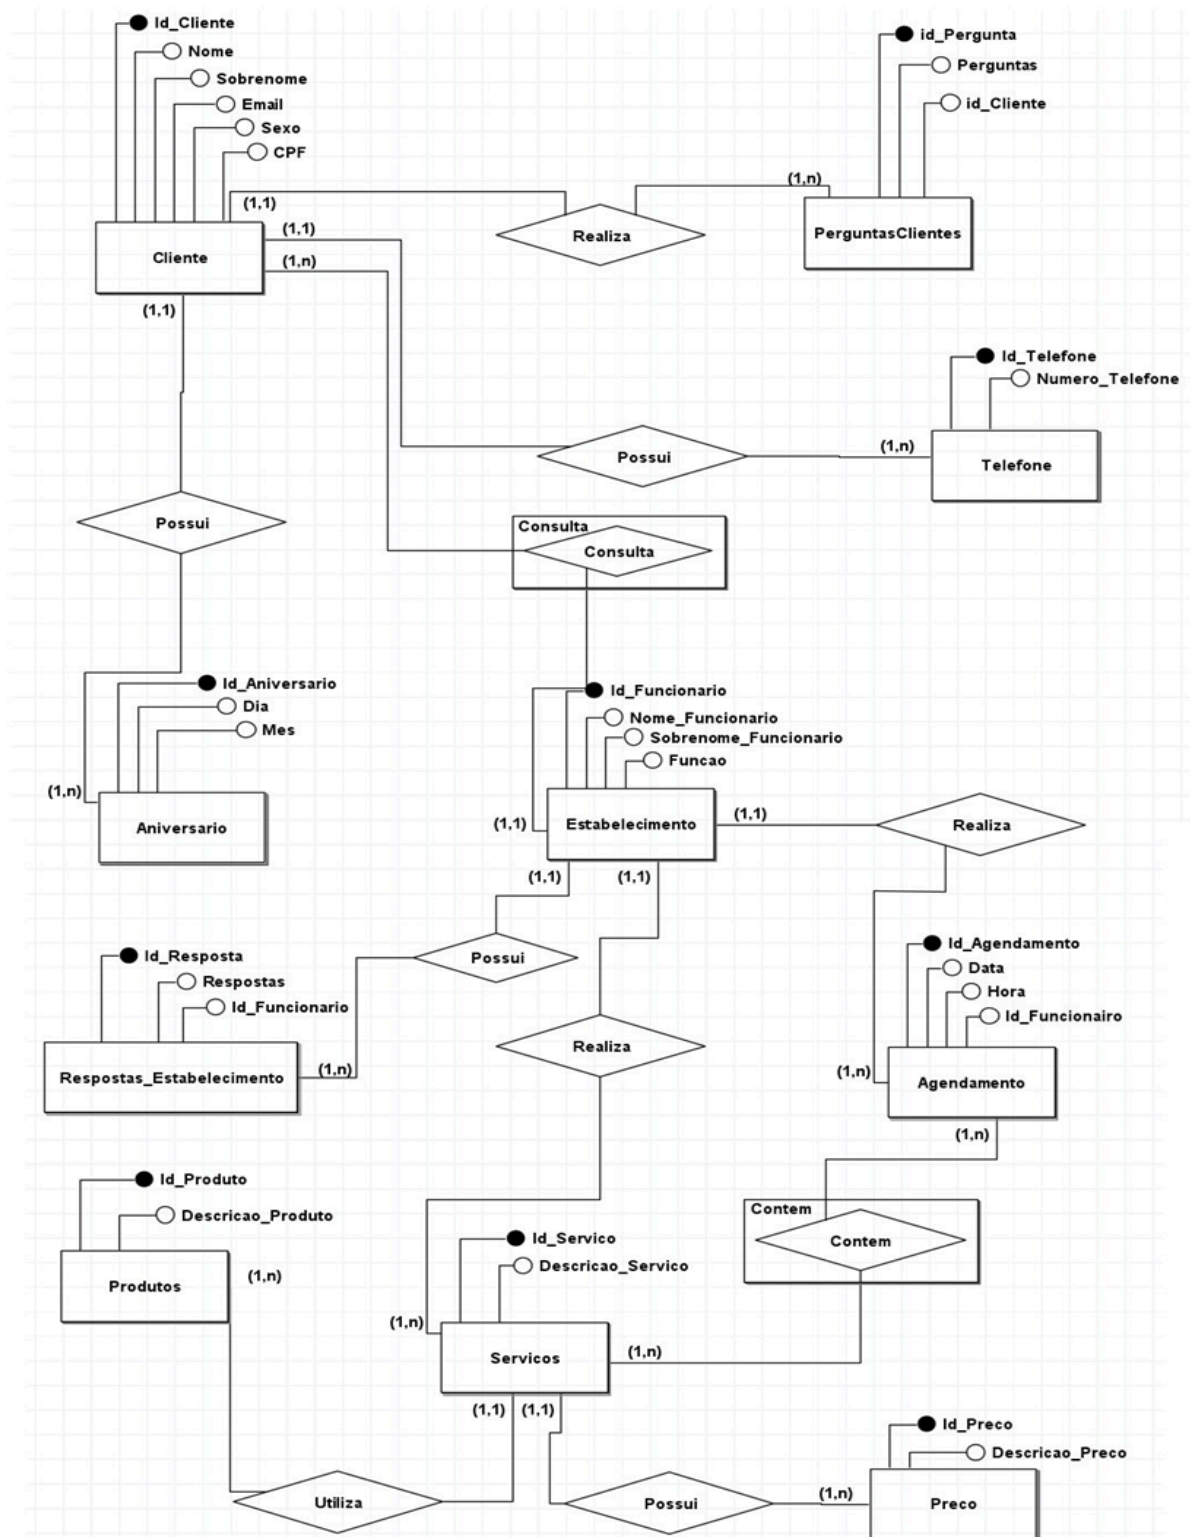 Id_Cliente
Nome
Sobrenome
Email
Sexo
CPF
(1,1)
(1,1)
(1,n)
Cliente
(1,1)
Realiza
(1,n)
id_Pergunta
Perguntas
id_Cliente
PerguntasClientes
Id_Telefone
Numero_Telefone
(1,n)
Telefone
Possui
Possui
Consulta
Consulta
Id_Aniversario
Dia
Mes
(1,n)
Aniversario
Id_Funcionario
Nome_Funcionario
Sobrenome_Funcionario
Funcao
(1,1)
Estabelecimento
(1,1)
Realiza
(1,1)
(1,1)
Possui
Id_Resposta
Respostas
Id_Funcionario
Respostas_Estabelecimento
(1,n)
Realiza
Id_Agendamento
Data
Hora
Id_Funcionairo
(1,n)
Agendamento
(1,n)
Contem
Contem
Id_Produto
Descricao_Produto
Produtos
(1,n)
Id_Servico
Descricao_Servico
(1,n)
Servicos
(1,n)
(1,1)
(1,1)
Utiliza
Possui
(1,n)
Id_Preco
Descricao_Preco
Preco